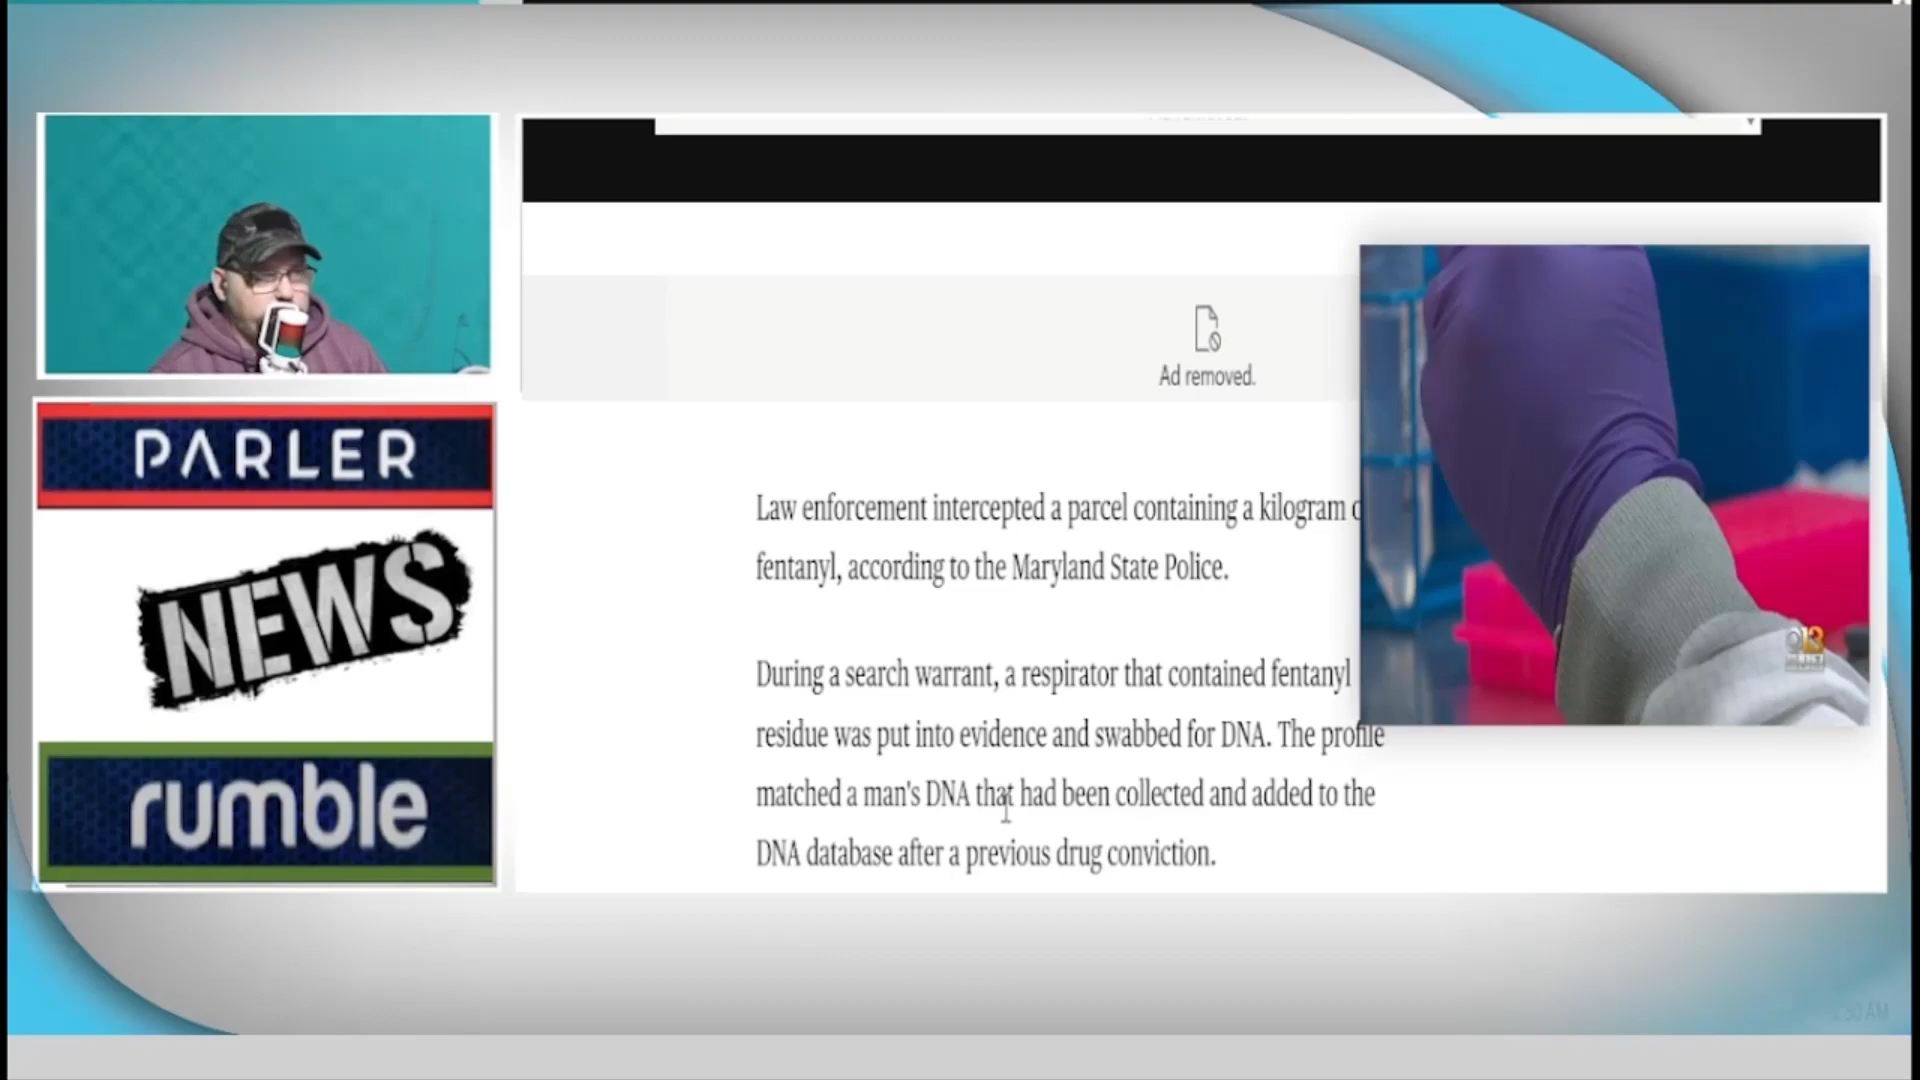 PARLER
NEWS
rumble
Ad removed.
Law enforcement intercepted a parcel containing a kilogram
fentanyl, according to the Maryland State Police.
During a search warrant, a respirator that contained fentanyl
residue was put into evidence and swabbed for DNA. The profile
matched a man's DNA that had been collected and added to the
DNA database after a previous drug conviction.
13